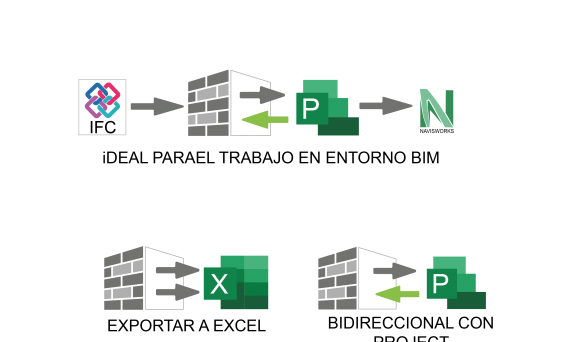 IFC
P
NAVISWORKS
iDEAL PARAEL TRABAJO EN ENTORNO BIM
X
P
EXPORTAR A EXCEL
BIDIRECCIONAL CON
PROJECT